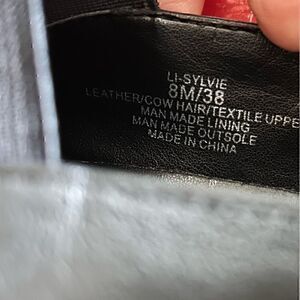 LI-SYLVIE
8M/38
LEATHER/COW HAIR/TEXTILE UPPE
MAN MADE LINING
MAN MADE OUTSOLE
MADE IN CHINA